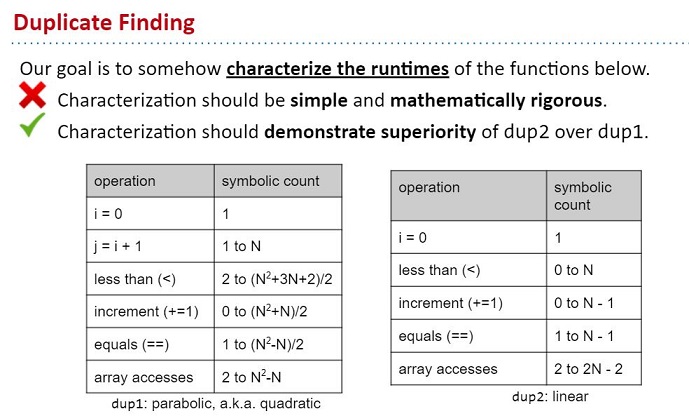 Duplicate Finding
Our goal is to somehow characterize the runtimes of the functions below.
Characterization should be simple and mathematically rigorous.
Characterization should demonstrate superiority of dup2 over dup1.
operation symbolic count
i = 0 1
j = i + 1 1 to N
less than (<) 2 to (N²+3N+2)/2
increment (+=1) 0 to (N²+N)/2
equals (==) 1 to (N²-N)/2
array accesses 2 to N²-N
dup1: parabolic, a.k.a. quadratic
operation symbolic
count
i = 0 1
less than (<) 0 to N
increment (+=1) 0 to N - 1
equals (==) 1 to N - 1
array accesses 2 to 2N - 2
dup2: linear